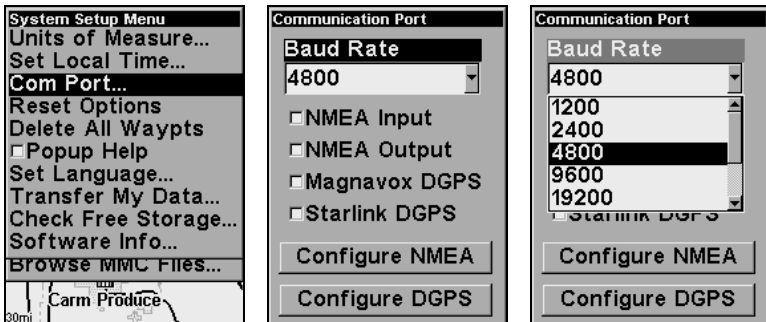 System Setup Menu
Units of Measure...
Set Local Time...
Com Port...
Reset Options
Delete All Waypts
Popup Help
Set Language...
Transfer My Data...
Check Free Storage...
Software Info...
Browse MMC Files...
Carm Produce
30mi
Communication Port
Baud Rate
4800
NMEA Input
NMEA Output
Magnavox DGPS
Starlink DGPS
Configure NMEA
Configure DGPS
Communication Port
Baud Rate
4800
1200
2400
4800
9600
19200
Starlink DGPS
Configure NMEA
Configure DGPS